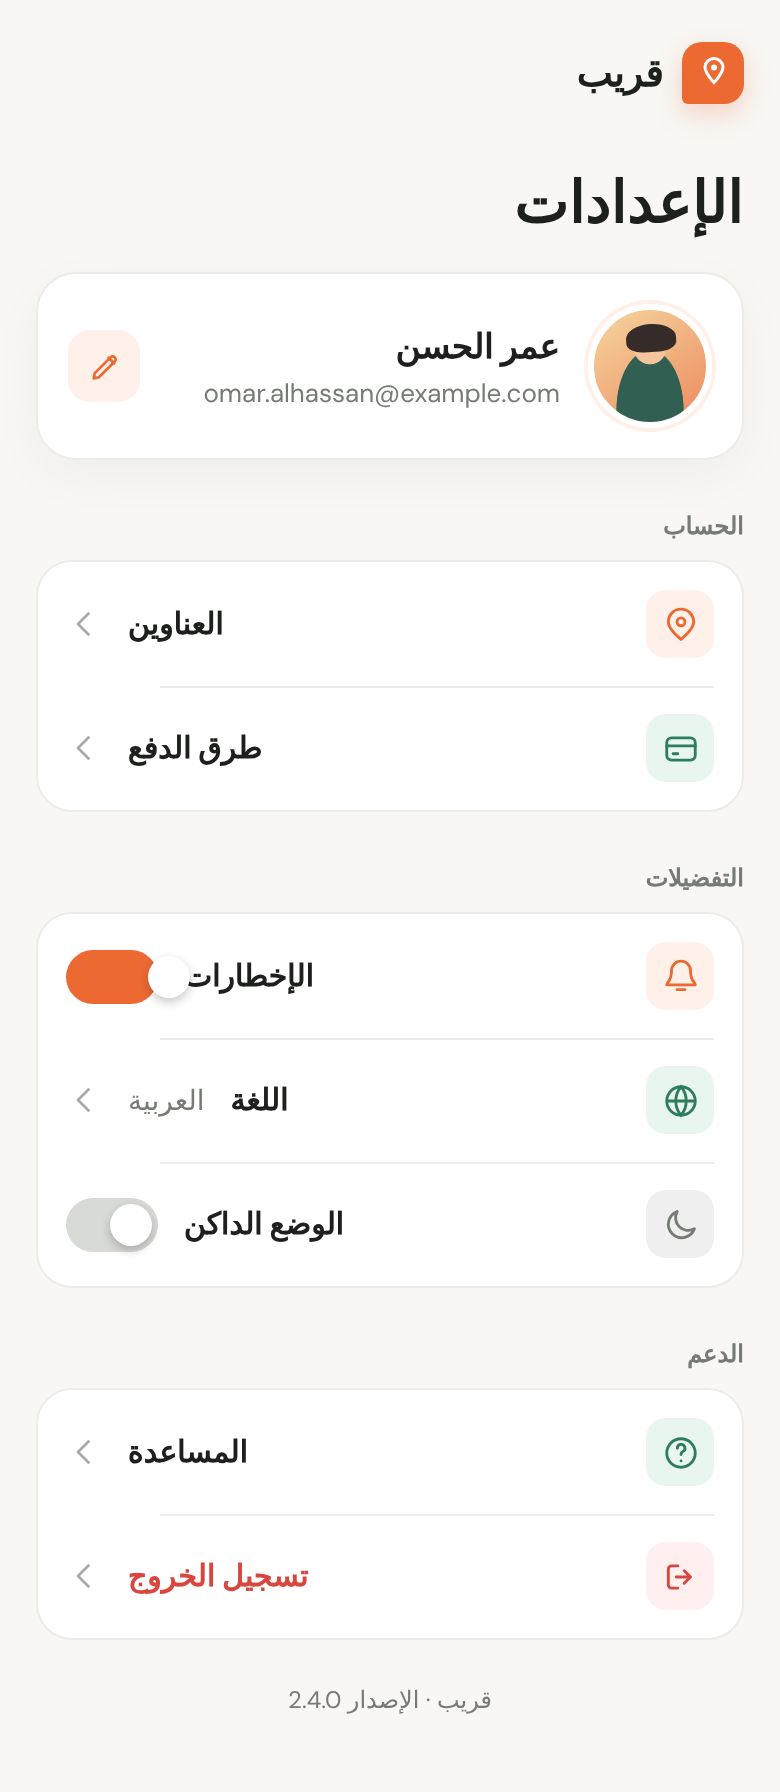 قريب
الإعدادات
عمر الحسن
omar.alhassan@example.com
الحساب
العناوين
طرق الدفع
التفضيلات
الإخطارات
اللغة العربية
الوضع الداكن
الدعم
المساعدة
تسجيل الخروج
قريب · الإصدار 2.4.0